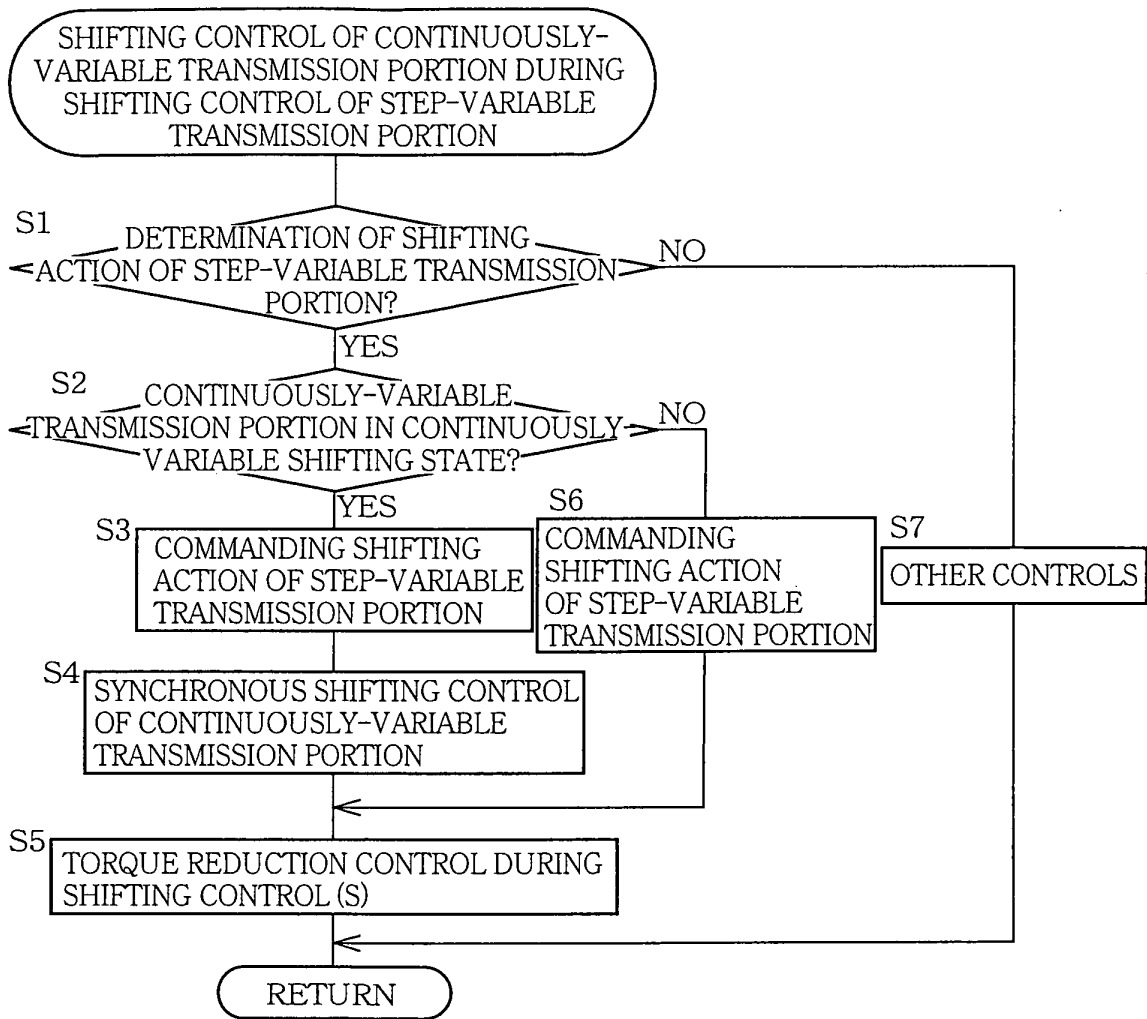 SHIFTING CONTROL OF CONTINUOUSLY-
VARIABLE TRANSMISSION PORTION DURING
SHIFTING CONTROL OF STEP-VARIABLE
TRANSMISSION PORTION
S1
DETERMINATION OF SHIFTING
ACTION OF STEP-VARIABLE TRANSMISSION
PORTION?
NO
YES
S2
CONTINUOUSLY-VARIABLE
TRANSMISSION PORTION IN CONTINUOUSLY
VARIABLE SHIFTING STATE?
NO
YES
S3
COMMANDING SHIFTING
ACTION OF STEP-VARIABLE
TRANSMISSION PORTION
S6
COMMANDING
SHIFTING ACTION
OF STEP-VARIABLE
TRANSMISSION PORTION
S7
OTHER CONTROLS
S4
SYNCHRONOUS SHIFTING CONTROL
OF CONTINUOUSLY-VARIABLE
TRANSMISSION PORTION
S5
TORQUE REDUCTION CONTROL DURING
SHIFTING CONTROL (S)
RETURN